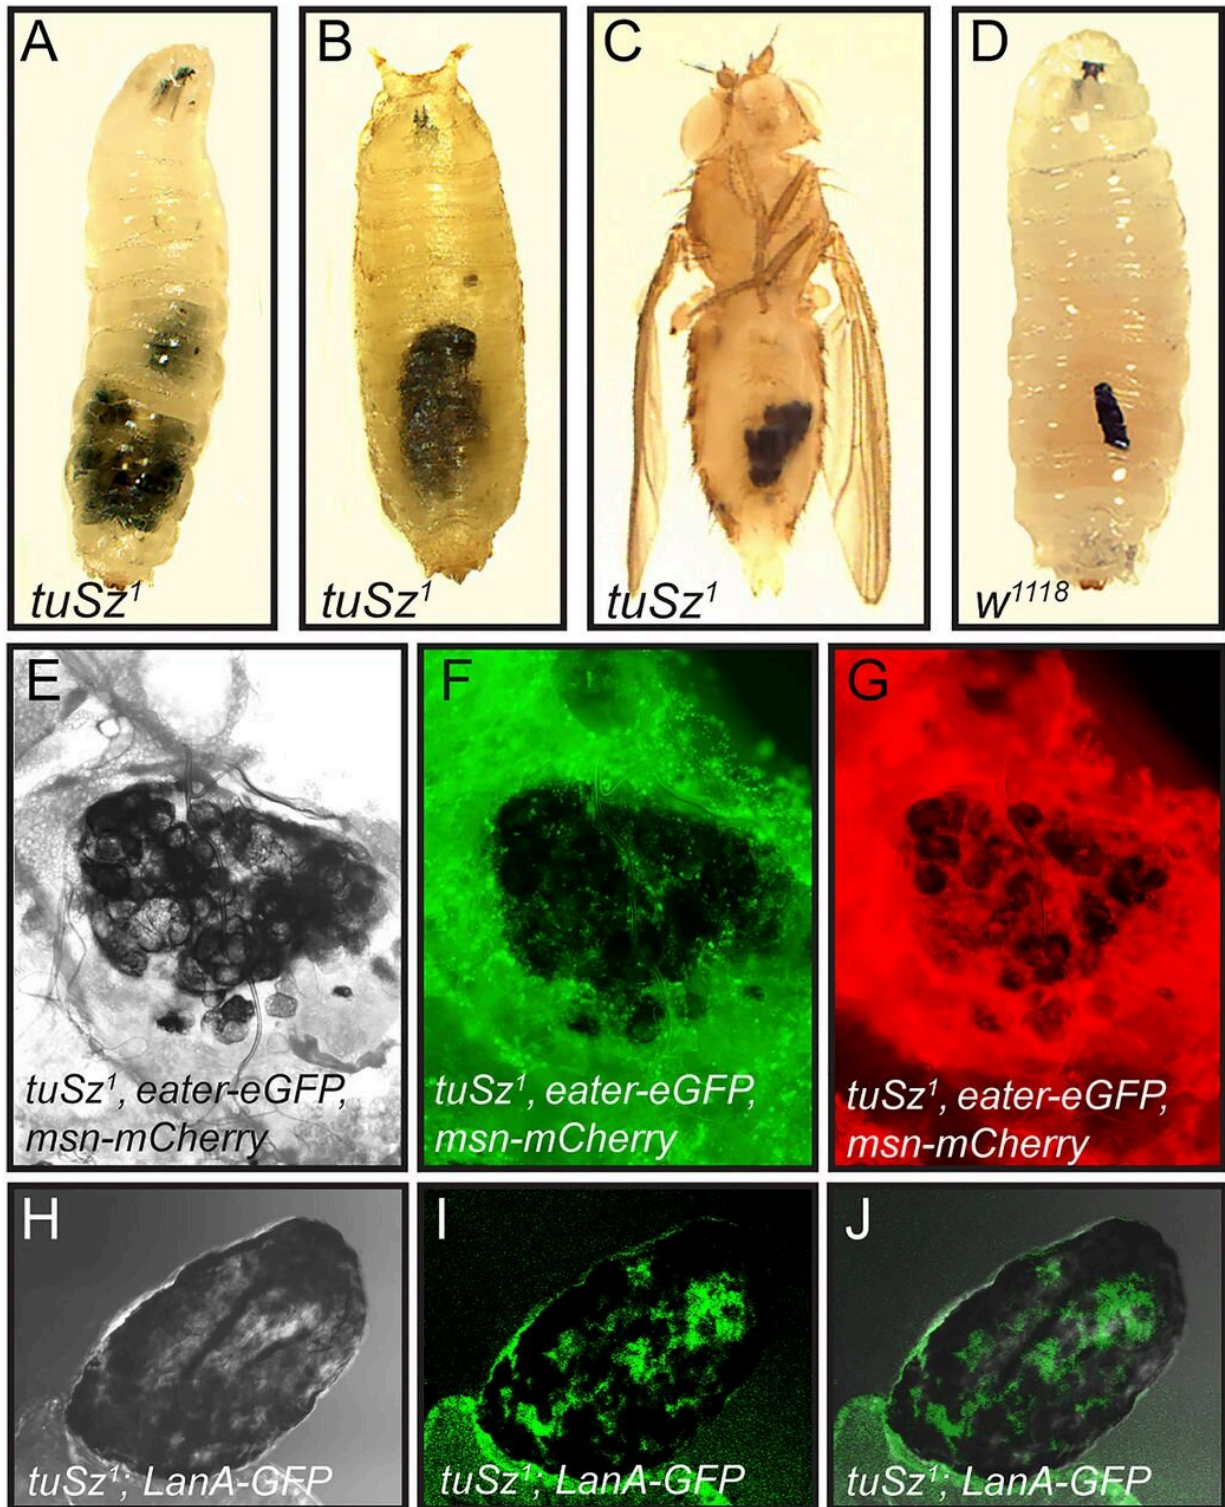 A
B
C
D
tuSz¹
tuSz¹
tuSz¹
w¹¹¹⁸
E
F
G
tuSz¹, eater-eGFP,
msn-mCherry
tuSz¹, eater-eGFP,
msn-mCherry
tuSz¹, eater-eGFP,
msn-mCherry
H
I
J
tuSz¹; LanA-GFP
tuSz¹; LanA-GFP
tuSz¹; LanA-GFP